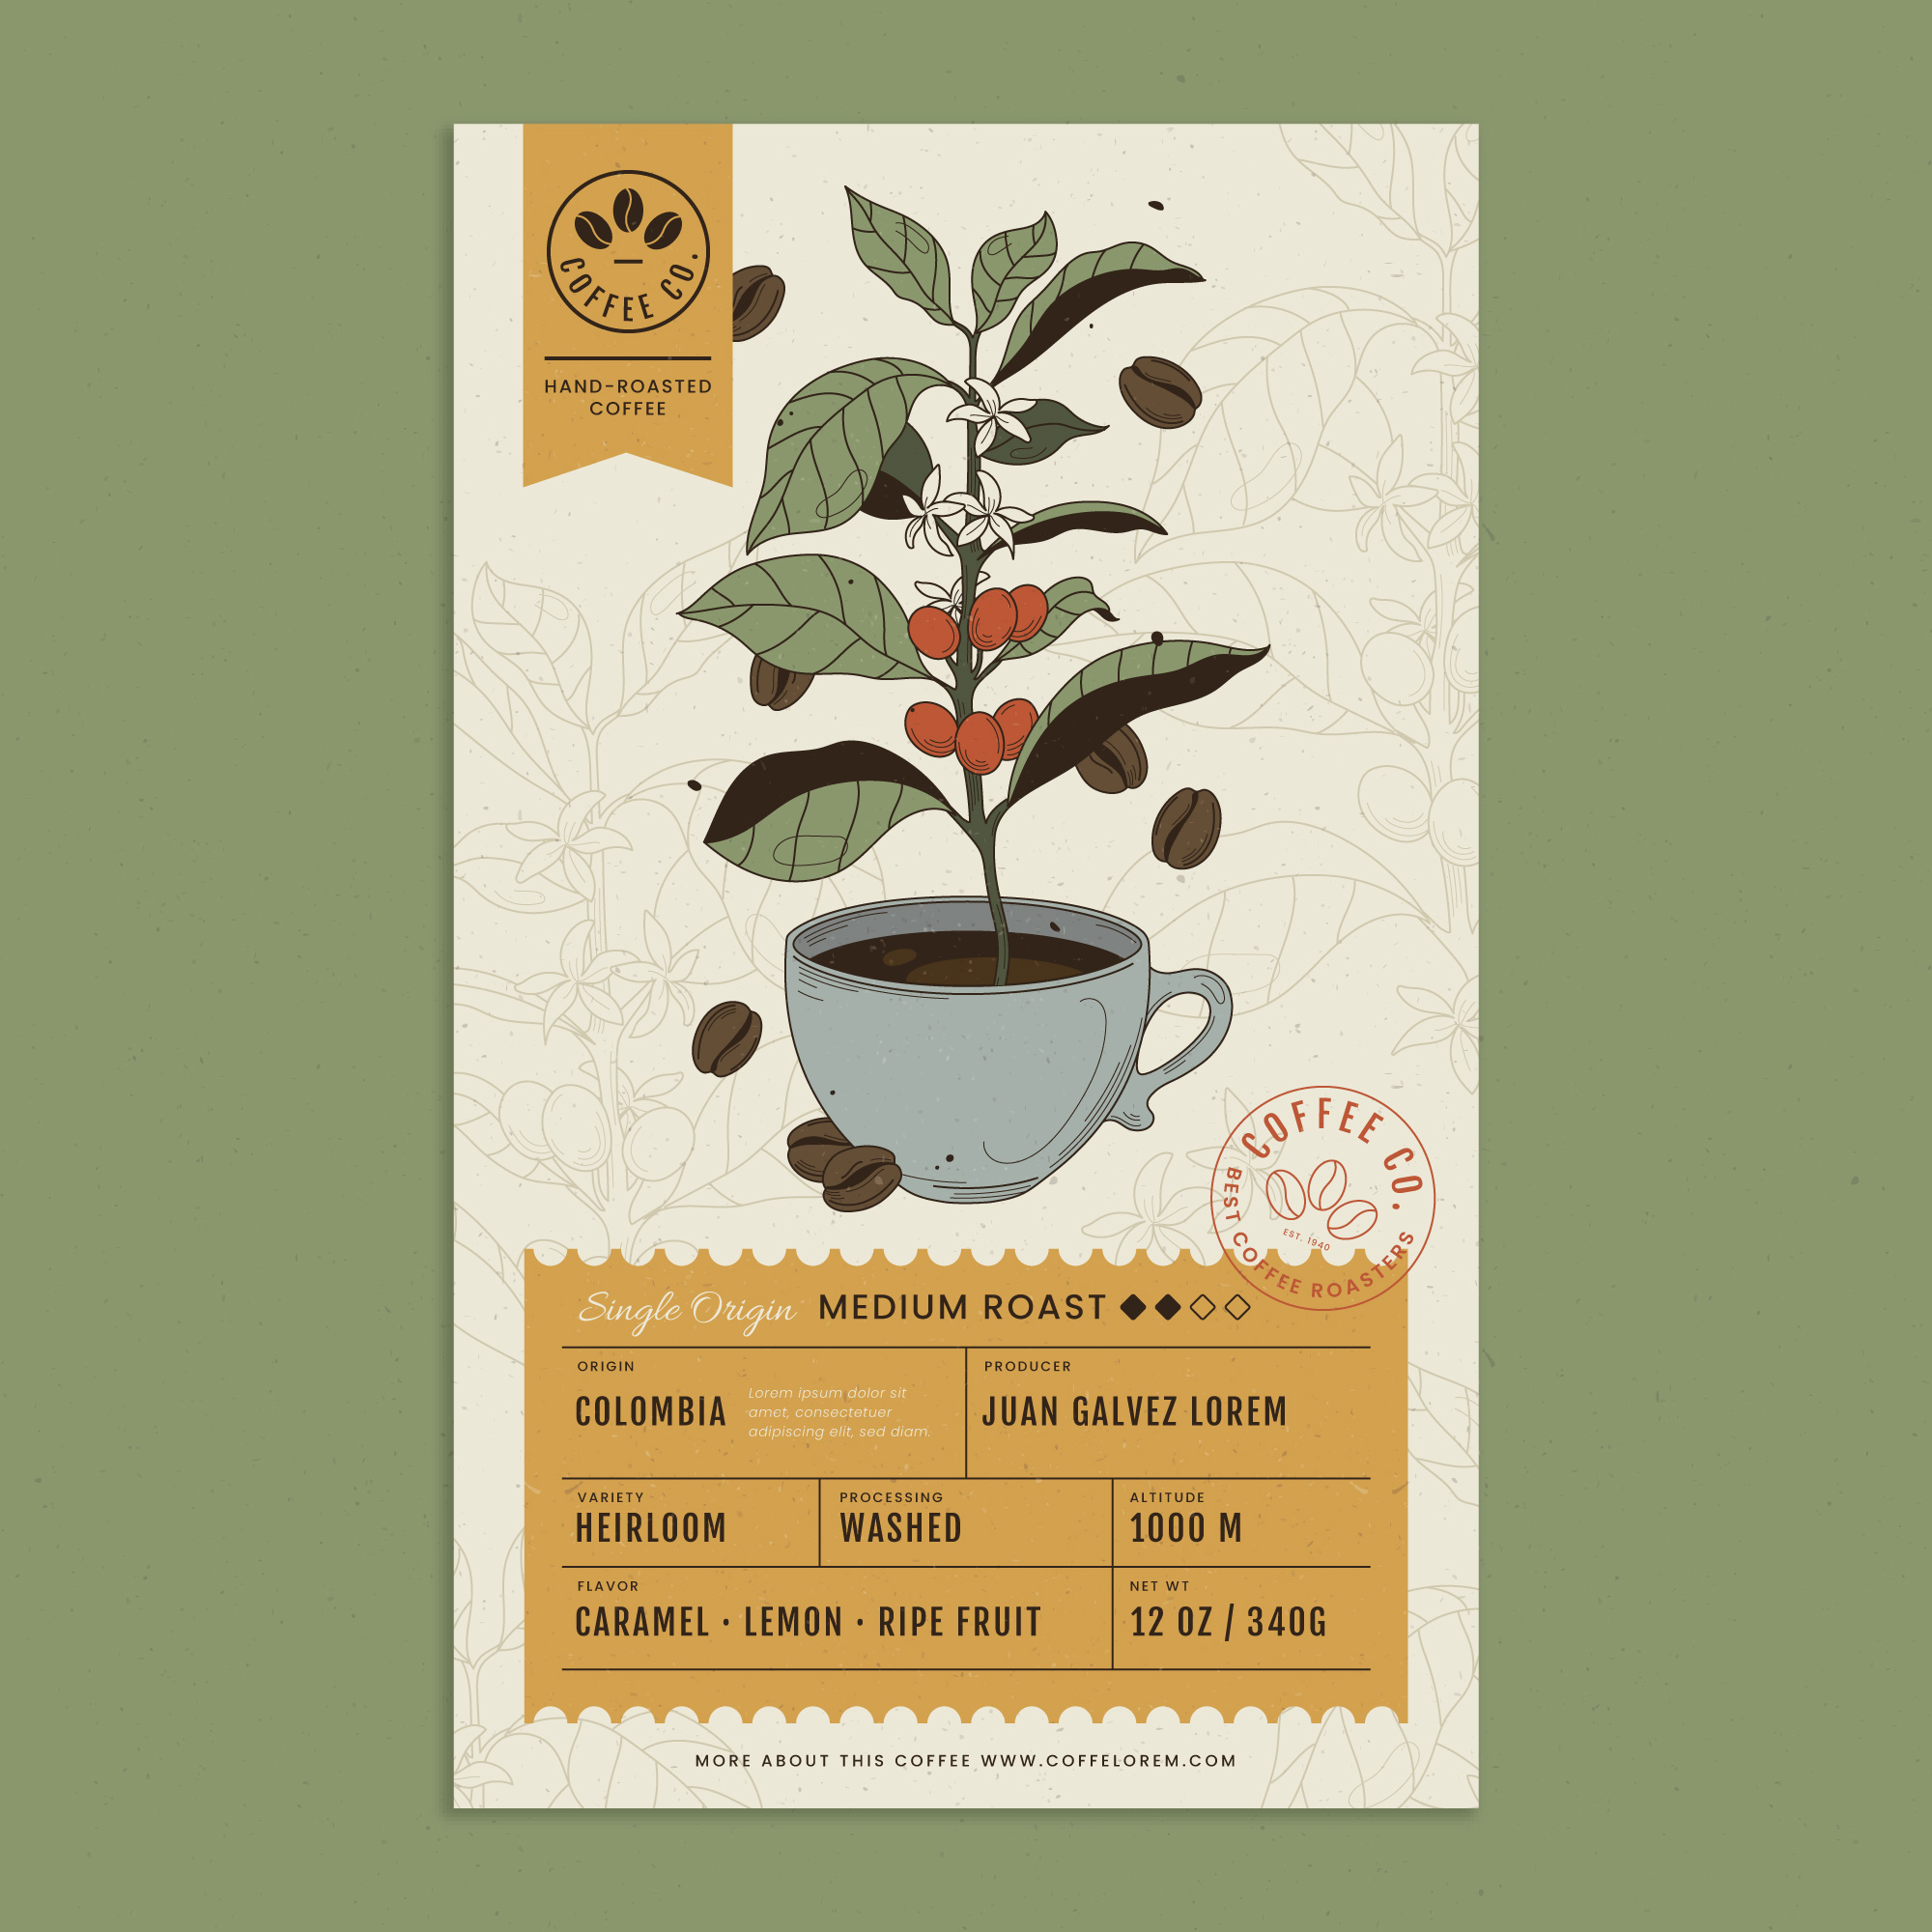 COFFEE CO.
HAND-ROASTED
COFFEE
COFFEE CO.
EST. 1940
BEST COFFEE ROASTERS
Single Origin MEDIUM ROAST
ORIGIN
COLOMBIA
Lorem ipsum dolor sit
amet, consectetuer
adipiscing elit, sed diam.
PRODUCER
JUAN GALVEZ LOREM
VARIETY
HEIRLOOM
PROCESSING
WASHED
ALTITUDE
1000 M
FLAVOR
CARAMEL · LEMON · RIPE FRUIT
NET WT
12 OZ / 340G
MORE ABOUT THIS COFFEE WWW.COFFELOREM.COM